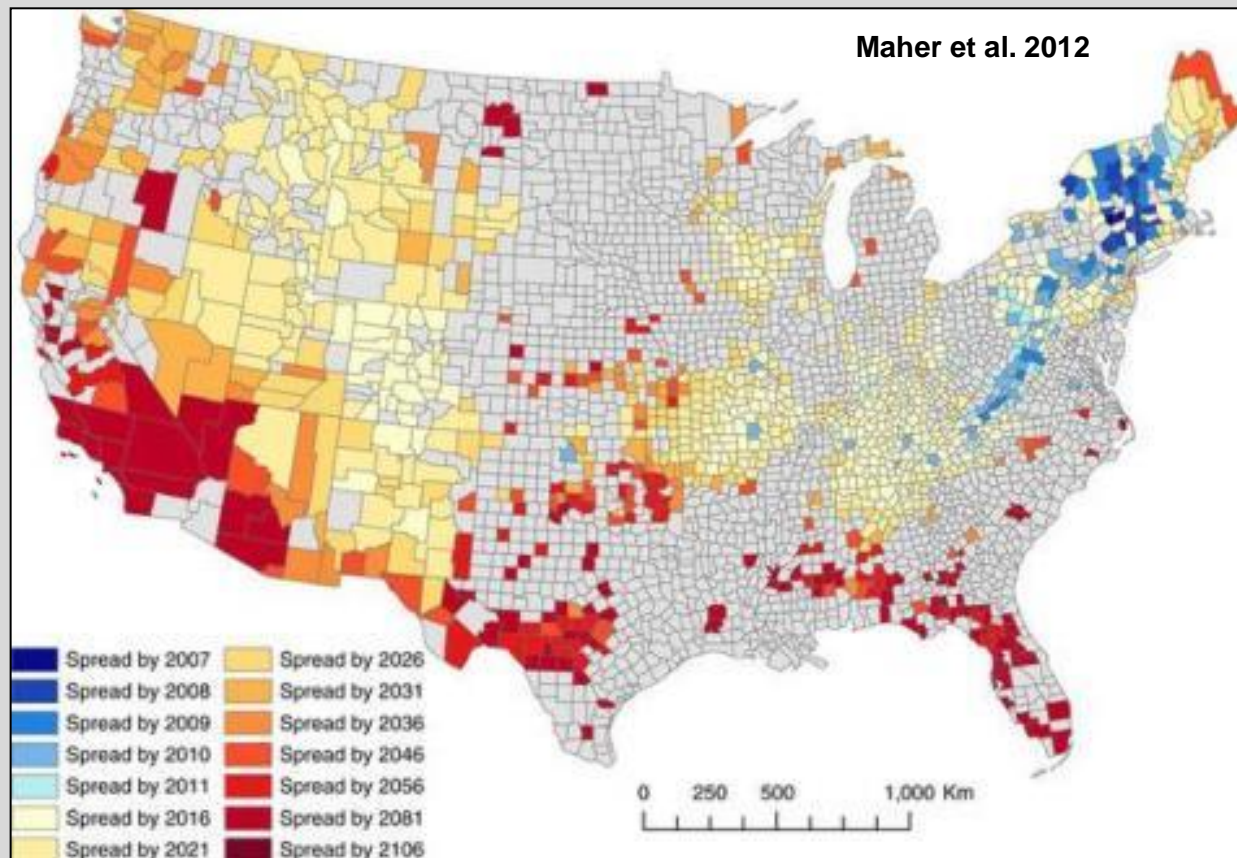 Maher et al. 2012
Spread by 2007
Spread by 2008
Spread by 2009
Spread by 2010
Spread by 2011
Spread by 2016
Spread by 2021
Spread by 2026
Spread by 2031
Spread by 2036
Spread by 2046
Spread by 2056
Spread by 2081
Spread by 2106
0 250 500 1,000 Km